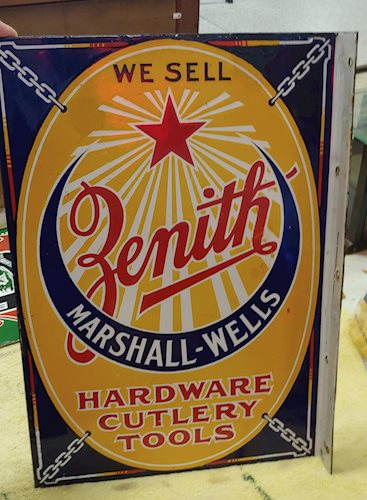 WE SELL
Zenith
MARSHALL-WELLS
HARDWARE
CUTLERY
TOOLS